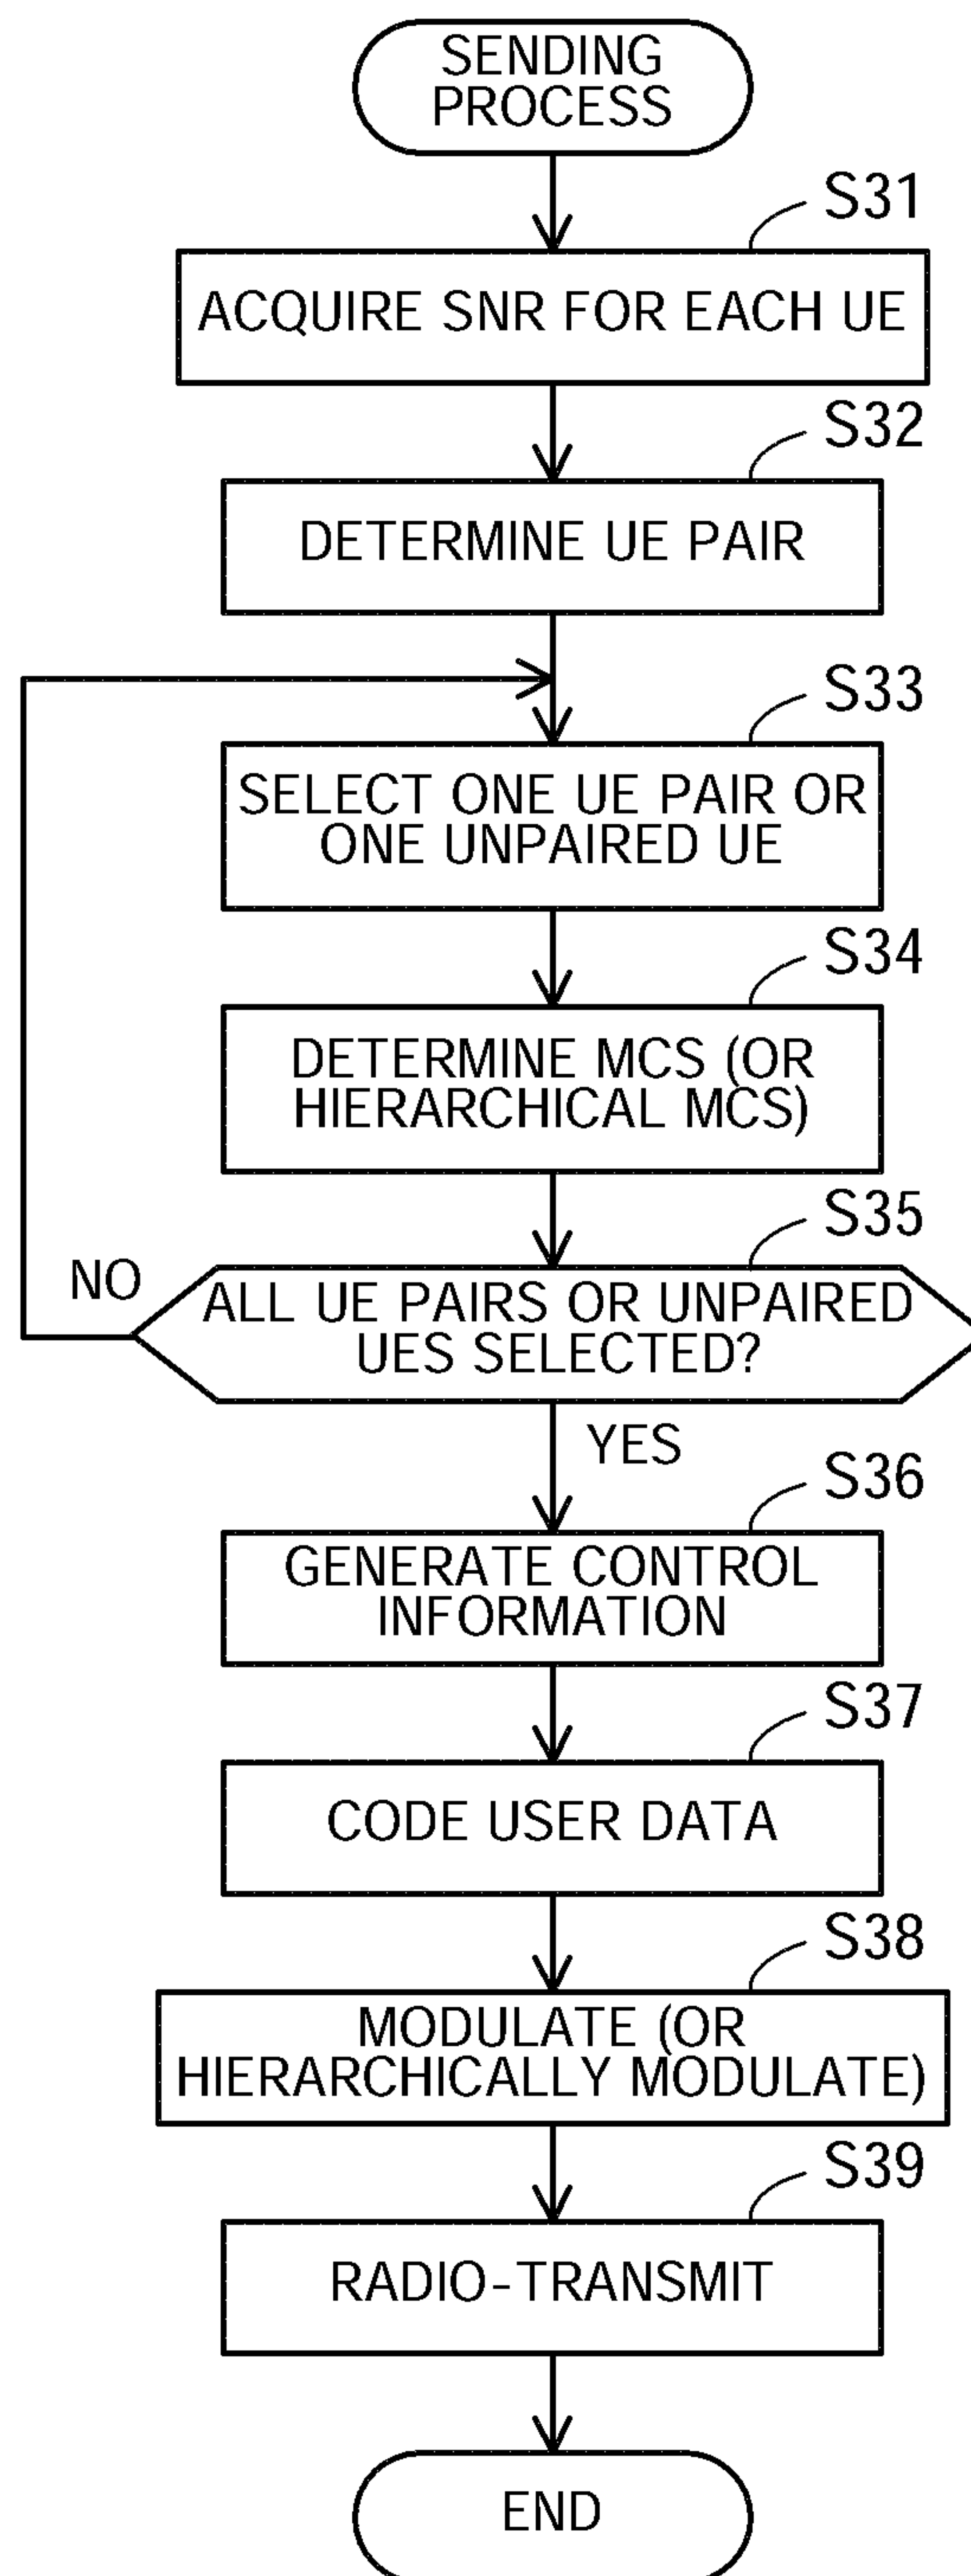 SENDING
PROCESS
S31
ACQUIRE SNR FOR EACH UE
S32
DETERMINE UE PAIR
S33
SELECT ONE UE PAIR OR
ONE UNPAIRED UE
S34
DETERMINE MCS (OR
HIERARCHICAL MCS)
S35
NO
ALL UE PAIRS OR UNPAIRED
UES SELECTED?
YES
S36
GENERATE CONTROL
INFORMATION
S37
CODE USER DATA
S38
MODULATE (OR
HIERARCHICALLY MODULATE)
S39
RADIO-TRANSMIT
END